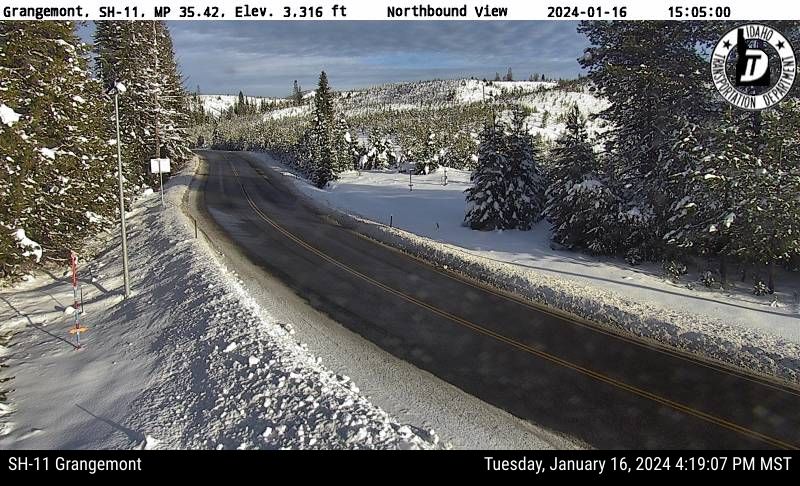 Grangemont, SH-11, MP 35.42, Elev. 3,316 ft Northbound View 2024-01-16 15:05:00
IDAHO
TRANSPORTATION DEPARTMENT
SH-11 Grangemont Tuesday, January 16, 2024 4:19:07 PM MST